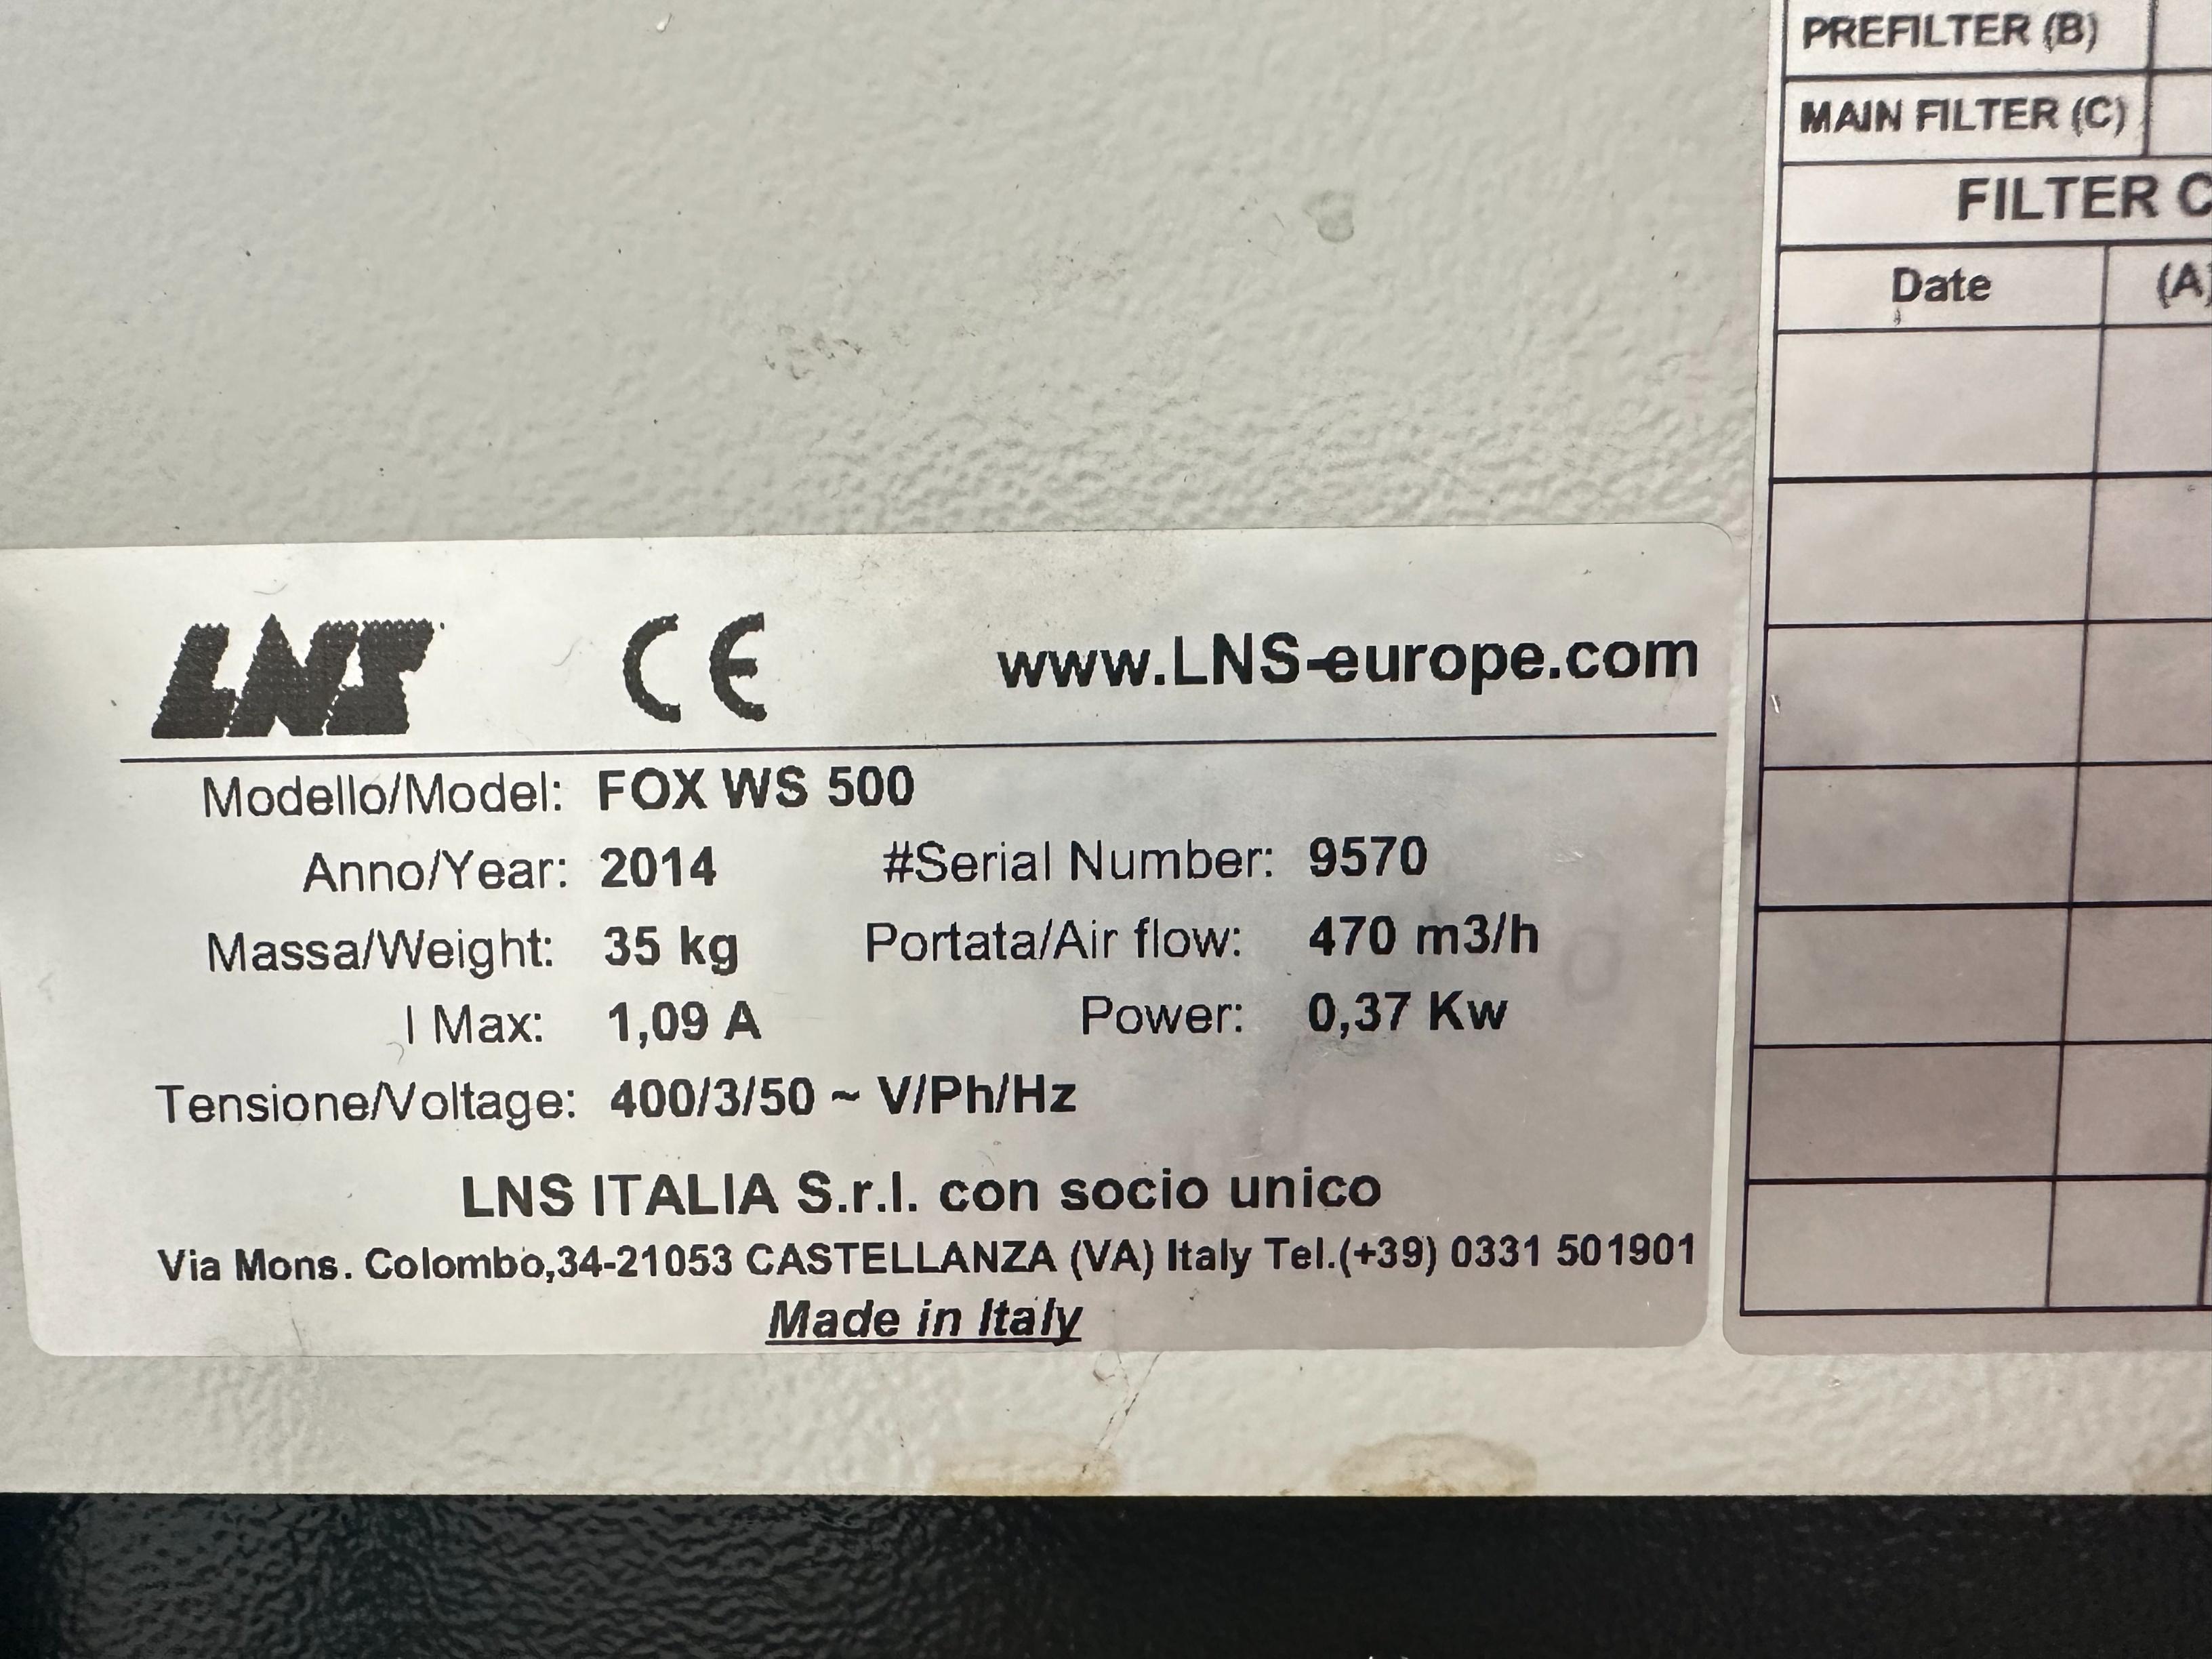 PREFILTER (B)
MAIN FILTER (C)
FILTER C
Date (A)
LNS CE www.LNS-europe.com
Modello/Model: FOX WS 500
Anno/Year: 2014 #Serial Number: 9570
Massa/Weight: 35 kg Portata/Air flow: 470 m3/h
I Max: 1,09 A Power: 0,37 Kw
Tensione/Voltage: 400/3/50 ~ V/Ph/Hz
LNS ITALIA S.r.l. con socio unico
Via Mons. Colombo,34-21053 CASTELLANZA (VA) Italy Tel.(+39) 0331 501901
Made in Italy